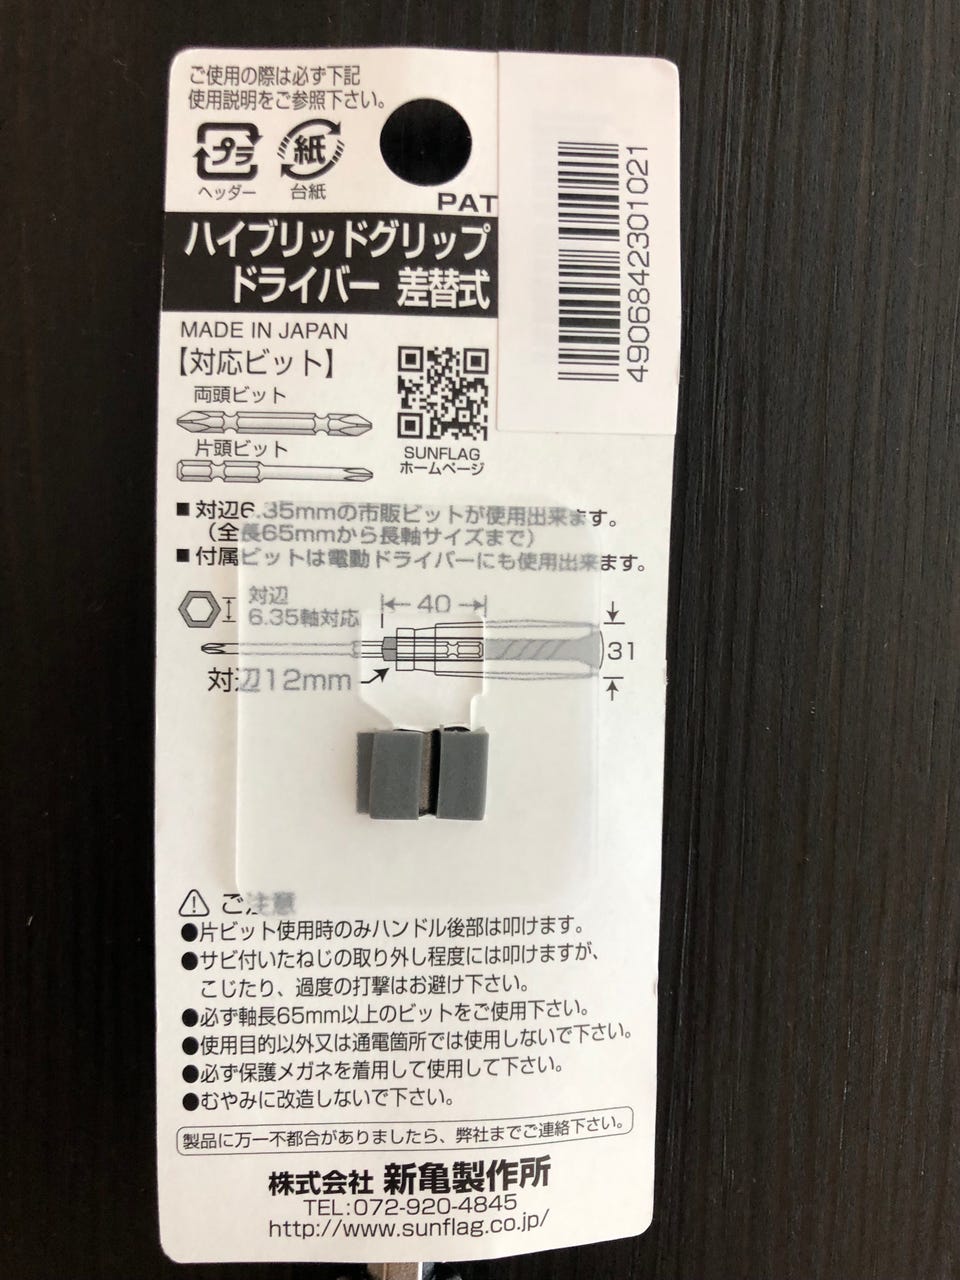 ご使用の際は必ず下記
使用説明をご参照下さい。
プラ
ヘッダー
紙
台紙
PAT
4906842301021
ハイブリッドグリップ
ドライバー 差替式
MADE IN JAPAN
【対応ビット】
両頭ビット
片頭ビット
SUNFLAG
ホームページ
■対辺6.35mmの市販ビットが使用出来ます。
（全長65mmから長軸サイズまで）
■付属ビットは電動ドライバーにも使用出来ます。
対辺
6.35軸対応
40
31
対辺12mm
ご注意
●片ビット使用時のみハンドル後部は叩けます。
●サビ付いたねじの取り外し程度には叩けますが、
こじたり、過度の打撃はお避け下さい。
●必ず軸長65mm以上のビットをご使用下さい。
●使用目的以外又は通電箇所では使用しないで下さい。
●必ず保護メガネを着用して使用して下さい。
●むやみに改造しないで下さい。
製品に万一不都合がありましたら、弊社までご連絡下さい。
株式会社 新亀製作所
TEL:072-920-4845
http://www.sunflag.co.jp/